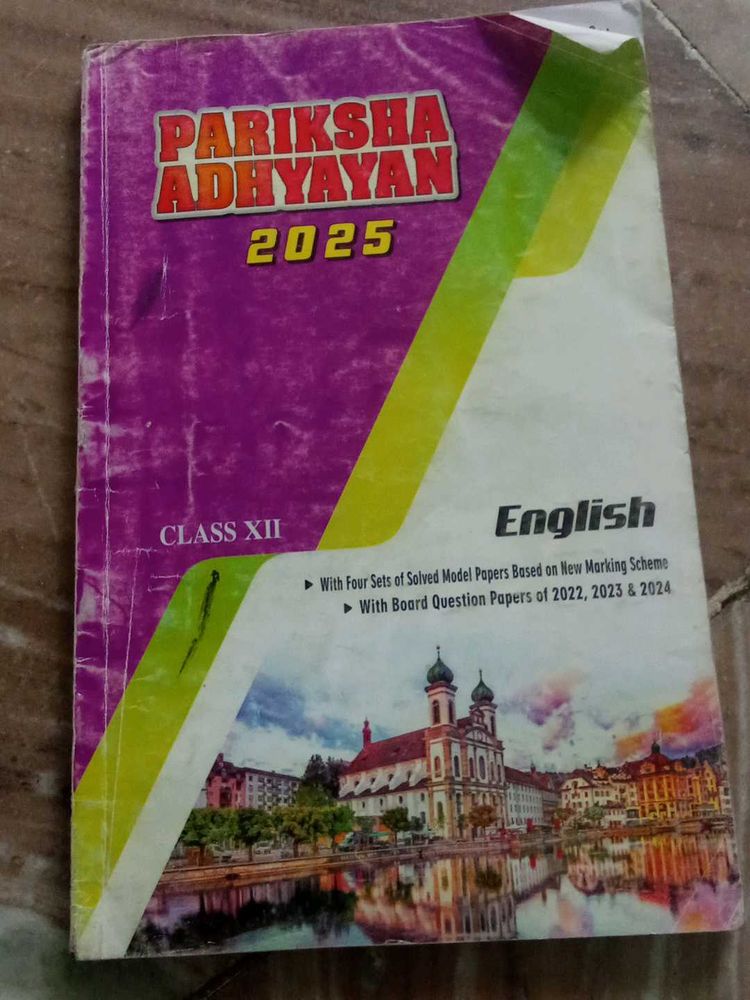 PARIKSHA
ADHYAYAN
2025
CLASS XII
English
▶ With Four Sets of Solved Model Papers Based on New Marking Scheme
▶ With Board Question Papers of 2022, 2023 & 2024